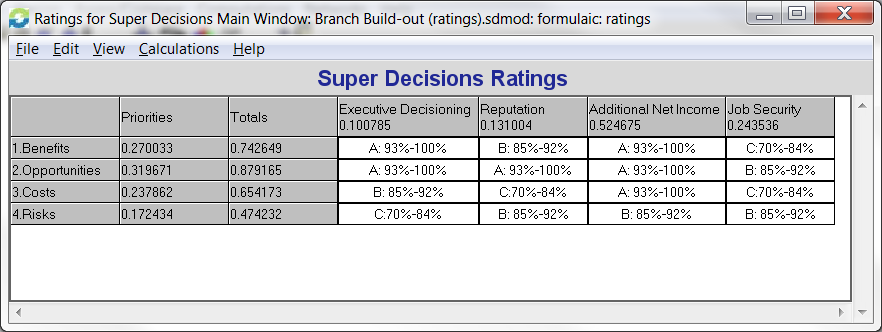 Ratings for Super Decisions Main Window: Branch Build-out (ratings).sdmod: formulaic: ratings
File Edit View Calculations Help
Super Decisions Ratings
Priorities Totals Executive Decisioning 0.100785 Reputation 0.131004 Additional Net Income 0.524675 Job Security 0.243536
1.Benefits 0.270033 0.742649 A: 93%-100% B: 85%-92% A: 93%-100% C:70%-84%
2.Opportunities 0.319671 0.879165 A: 93%-100% A: 93%-100% A: 93%-100% B: 85%-92%
3.Costs 0.237862 0.654173 B: 85%-92% C:70%-84% A: 93%-100% C:70%-84%
4.Risks 0.172434 0.474232 C:70%-84% B: 85%-92% B: 85%-92% B: 85%-92%